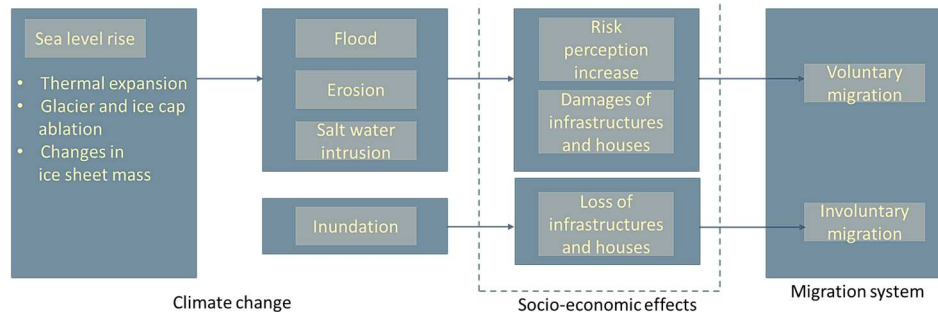 Sea level rise
• Thermal expansion
• Glacier and ice cap
ablation
• Changes in
ice sheet mass
Flood
Erosion
Salt water
intrusion
Inundation
Risk
perception
increase
Damages of
infrastructures
and houses
Loss of
infrastructures
and houses
Voluntary
migration
Involuntary
migration
Climate change
Socio-economic effects
Migration system